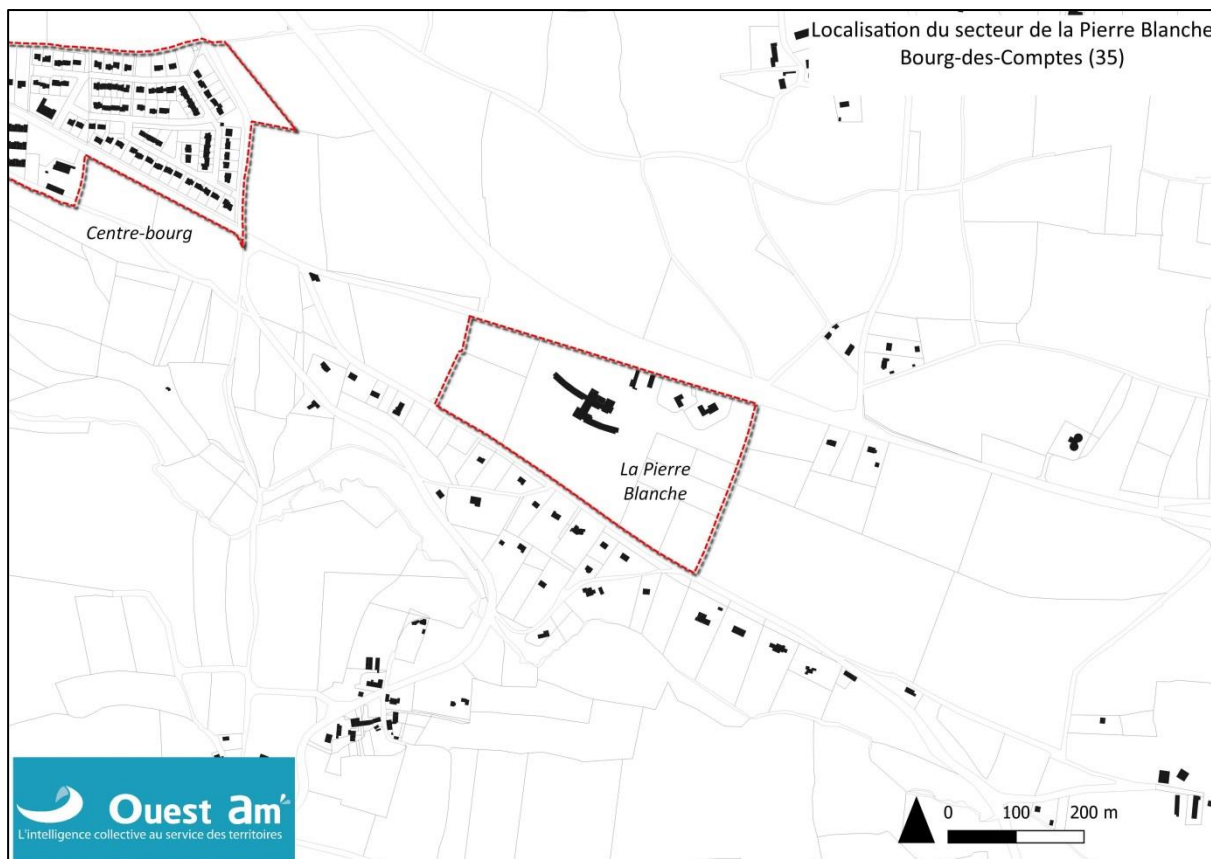 Localisation du secteur de la Pierre Blanche
Bourg-des-Comptes (35)
Centre-bourg
La Pierre
Blanche
Ouest am'
L'intelligence collective au service des territoires
0 100 200 m